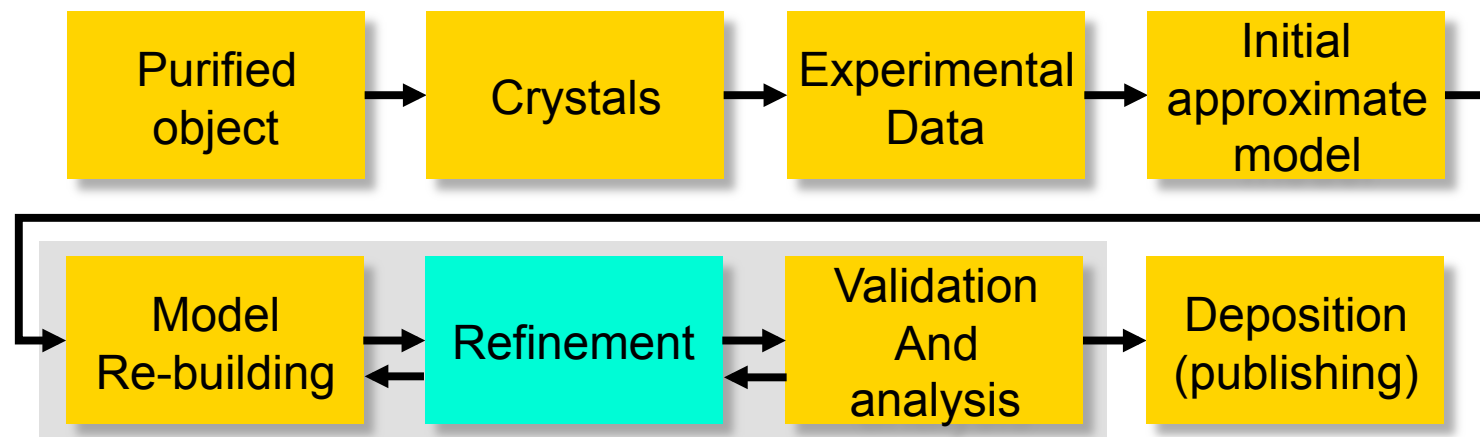 Purified
object
Crystals
Experimental
Data
Initial
approximate
model
Model
Re-building
Refinement
Validation
And
analysis
Deposition
(publishing)